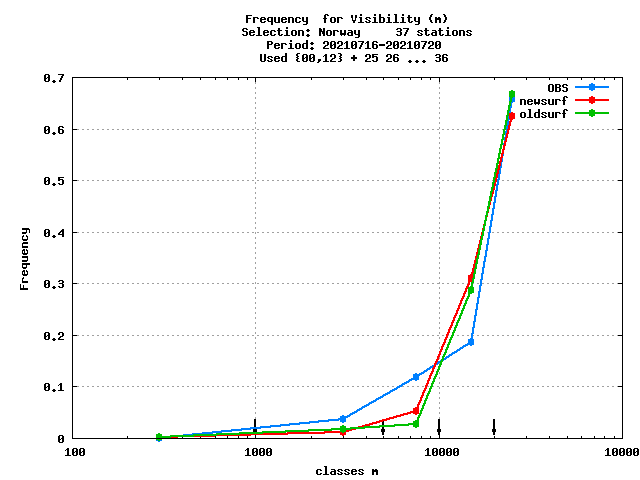 Frequency  for Visibility (m)
Selection: Norway     37 stations
Period: 20210716-20210720
Used {00,12} + 25 26 ... 36
0.7
0.6
0.5
0.4
0.3
0.2
0.1
0
Frequency
OBS
newsurf
oldsurf
100
1000
10000
10000
classes m